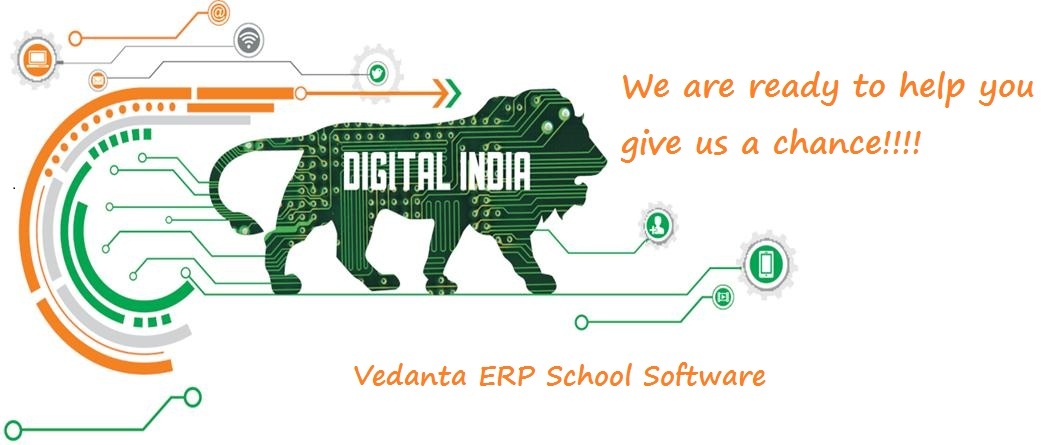 We are ready to help you
give us a chance!!!!
DIGITAL INDIA
Vedanta ERP School Software